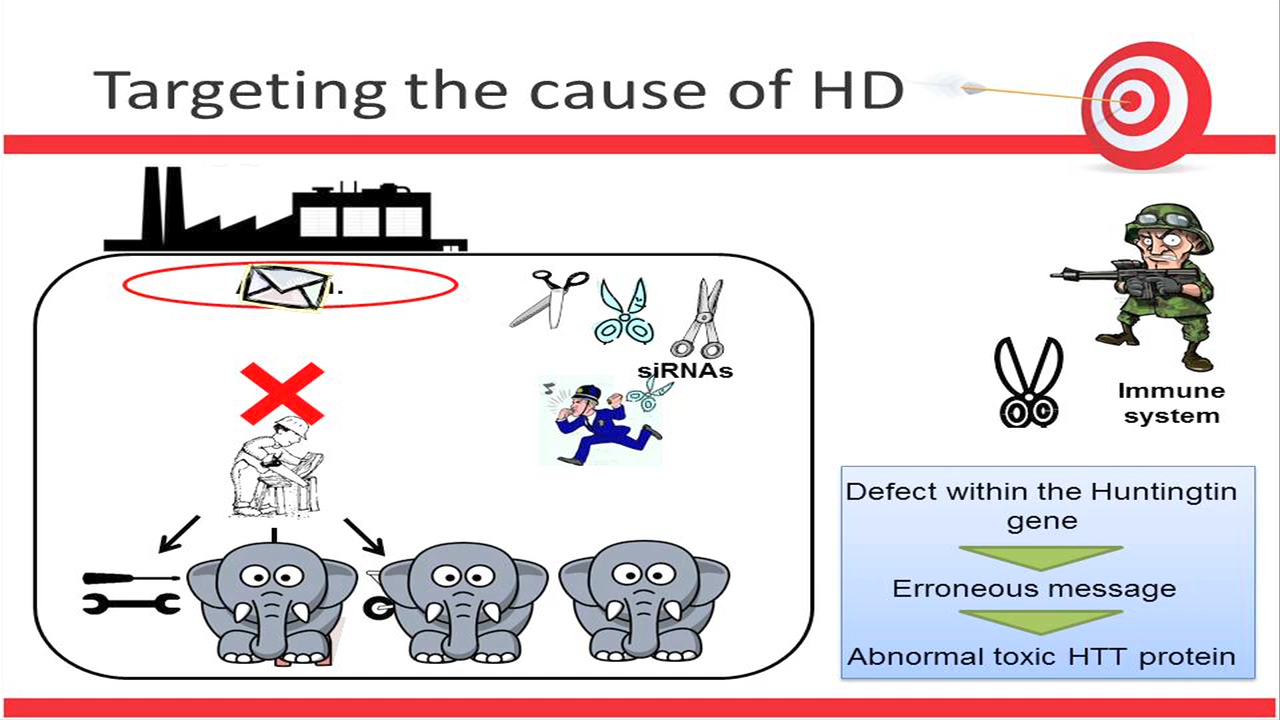 Targeting the cause of HD
siRNAs
Immune
system
Defect within the Huntingtin
gene
Erroneous message
Abnormal toxic HTT protein